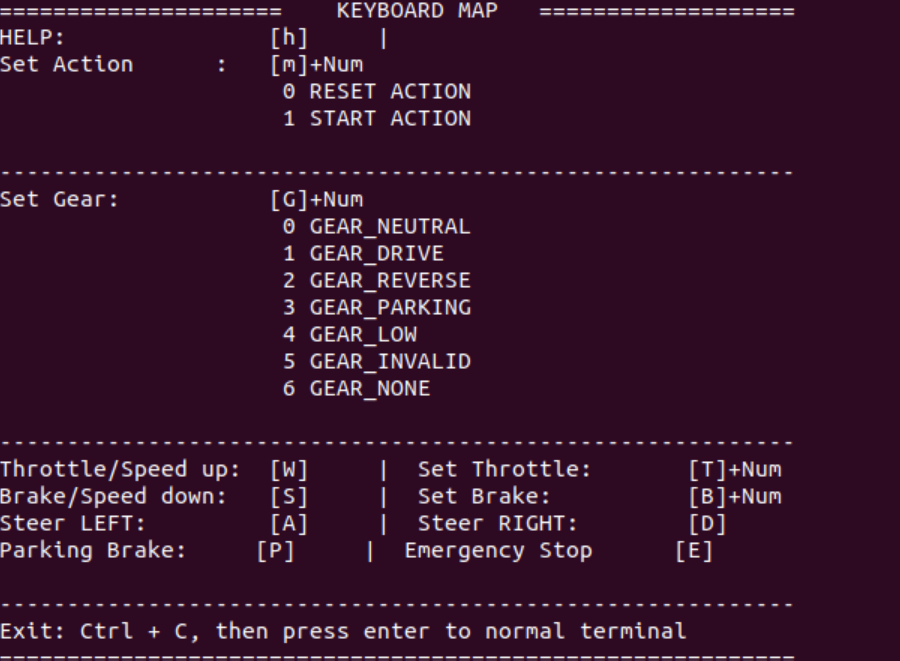 =====================    KEYBOARD MAP   ===================
HELP:               [h]     |
Set Action      :   [m]+Num
                     0 RESET ACTION
                     1 START ACTION
-----------------------------------------------------------
Set Gear:           [G]+Num
                     0 GEAR_NEUTRAL
                     1 GEAR_DRIVE
                     2 GEAR_REVERSE
                     3 GEAR_PARKING
                     4 GEAR_LOW
                     5 GEAR_INVALID
                     6 GEAR_NONE
-----------------------------------------------------------
Throttle/Speed up:  [W]     |  Set Throttle:       [T]+Num
Brake/Speed down:   [S]     |  Set Brake:          [B]+Num
Steer LEFT:         [A]     |  Steer RIGHT:        [D]
Parking Brake:     [P]     |  Emergency Stop      [E]
-----------------------------------------------------------
Exit: Ctrl + C, then press enter to normal terminal
===========================================================